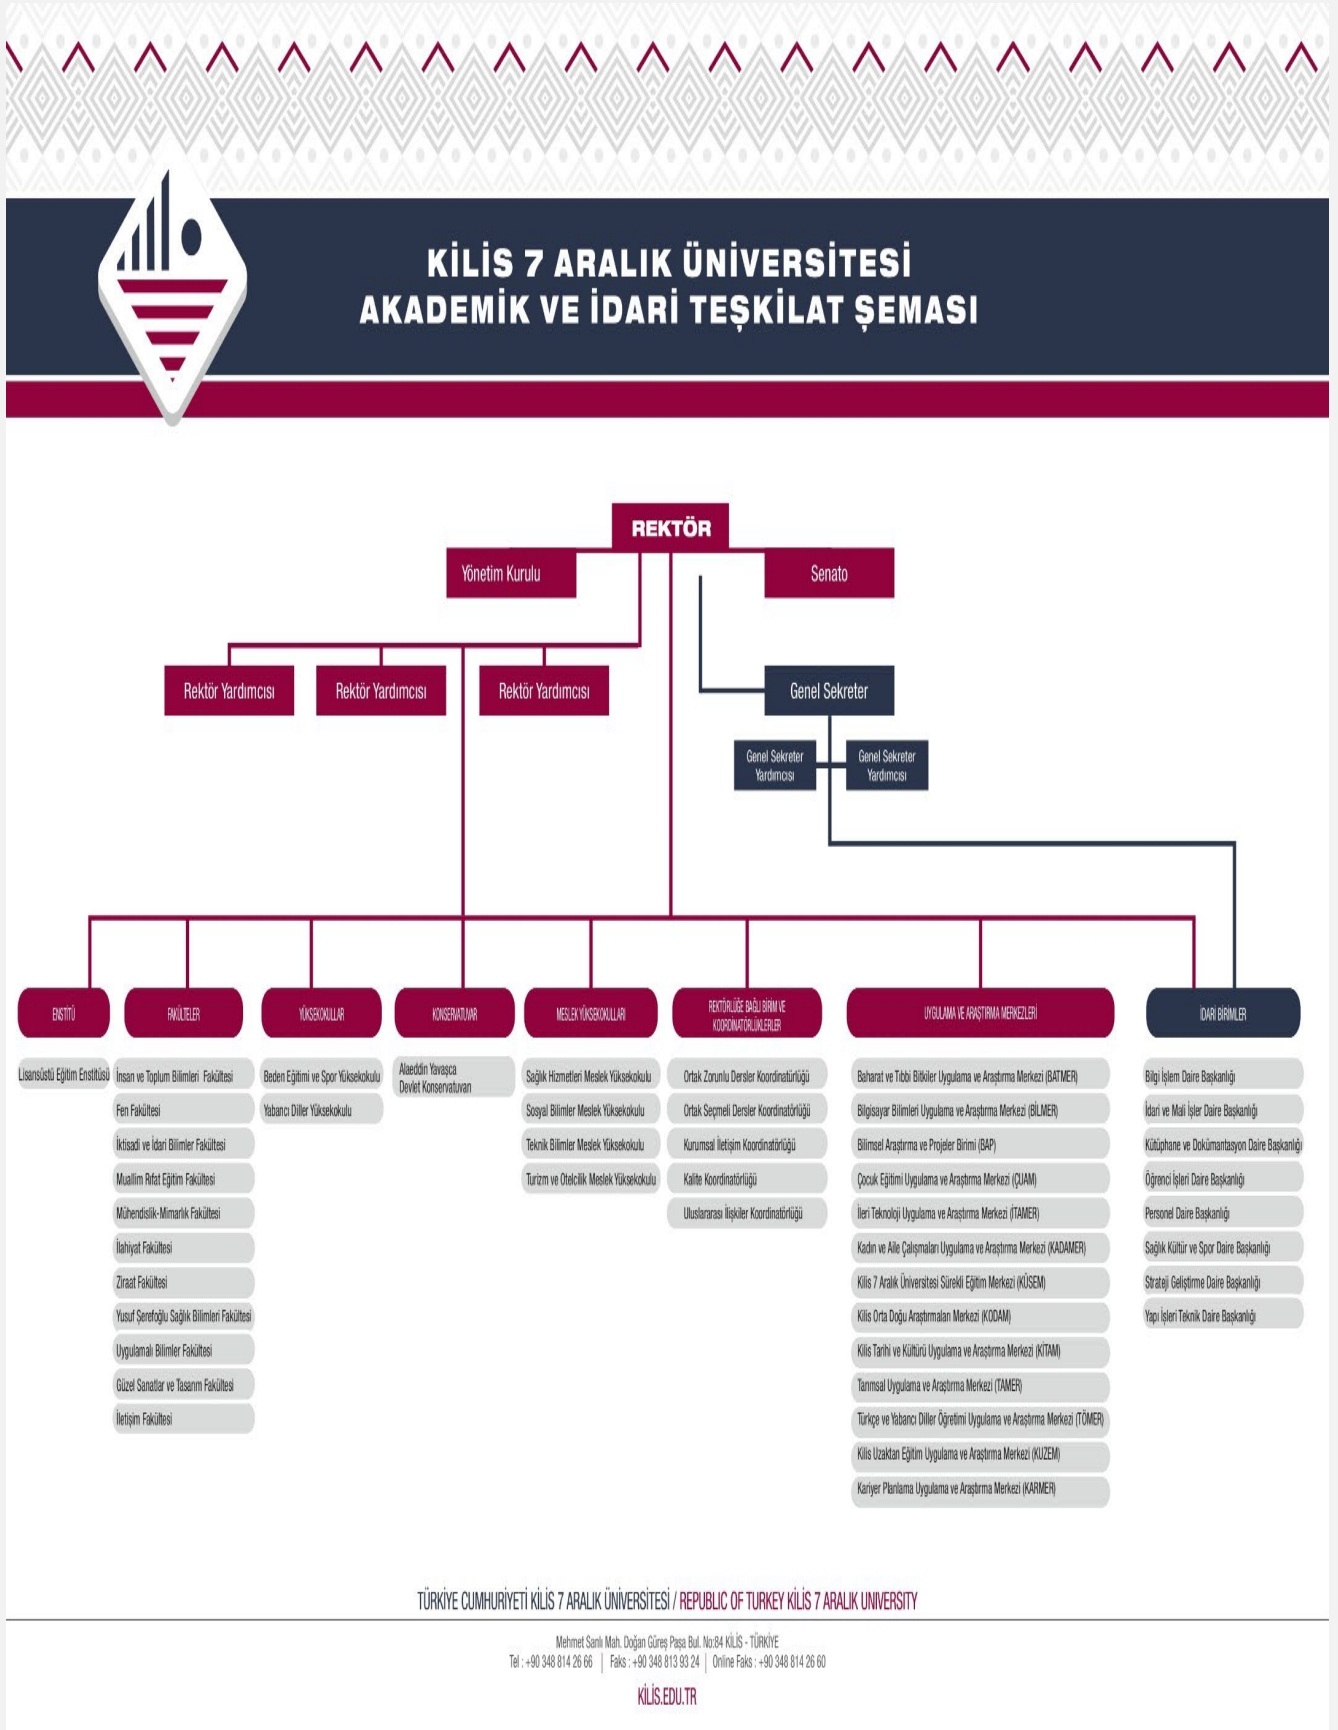 KİLİS 7 ARALIK ÜNİVERSİTESİ
AKADEMİK VE İDARİ TEŞKİLAT ŞEMASI
REKTÖR
Yönetim Kurulu
Senato
Rektör Yardımcısı
Rektör Yardımcısı
Rektör Yardımcısı
Genel Sekreter
Genel Sekreter
Yardımcısı
Genel Sekreter
Yardımcısı
ENSTİTÜ
Lisansüstü Eğitim Enstitüsü
FAKÜLTELER
İnsan ve Toplum Bilimleri Fakültesi
Fen Fakültesi
İktisadi ve İdari Bilimler Fakültesi
Muallim Rıfat Eğitim Fakültesi
Mühendislik-Mimarlık Fakültesi
İlahiyat Fakültesi
Ziraat Fakültesi
Yusuf Şerefoğlu Sağlık Bilimleri Fakültesi
Uygulamalı Bilimler Fakültesi
Güzel Sanatlar ve Tasarım Fakültesi
İletişim Fakültesi
YÜKSEKOKULLAR
Beden Eğitimi ve Spor Yüksekokulu
Yabancı Diller Yüksekokulu
KONSERVATUVAR
Alaeddin Yavaşca
Devlet Konservatuvarı
MESLEK YÜKSEKOKULLARI
Sağlık Hizmetleri Meslek Yüksekokulu
Sosyal Bilimler Meslek Yüksekokulu
Teknik Bilimler Meslek Yüksekokulu
Turizm ve Otelcilik Meslek Yüksekokulu
REKTÖRLÜĞE BAĞLI BİRİM VE
KOORDİNATÖRLÜKLERLER
Ortak Zorunlu Dersler Koordinatürlüğü
Ortak Seçmeli Dersler Koordinatörlüğü
Kurumsal İletişim Koordinatörlüğü
Kalite Koordinatörlüğü
Uluslararası İlişkiler Koordinatörlüğü
UYGULAMA VE ARAŞTIRMA MERKEZLERİ
Baharat ve Tıbbi Bitkiler Uygulama ve Araştırma Merkezi (BATMER)
Bilgisayar Bilimleri Uygulama ve Araştırma Merkezi (BİLMER)
Bilimsel Araştırma ve Projeler Birimi (BAP)
Çocuk Eğitimi Uygulama ve Araştırma Merkezi (ÇUAM)
İleri Teknoloji Uygulama ve Araştırma Merkezi (İTAMER)
Kadın ve Aile Çalışmaları Uygulama ve Araştırma Merkezi (KADAMER)
Kilis 7 Aralık Üniversitesi Sürekli Eğitim Merkezi (KÜSEM)
Kilis Orta Doğu Araştırmaları Merkezi (KODAM)
Kilis Tarihi ve Kültürü Uygulama ve Araştırma Merkezi (KİTAM)
Tarımsal Uygulama ve Araştırma Merkezi (TAMER)
Türkçe ve Yabancı Diller Öğretimi Uygulama ve Araştırma Merkezi (TÖMER)
Kilis Uzaktan Eğitim Uygulama ve Araştırma Merkezi (KUZEM)
Kariyer Planlama Uygulama ve Araştırma Merkezi (KARMER)
İDARİ BİRİMLER
Bilgi İşlem Daire Başkanlığı
İdari ve Mali İşler Daire Başkanlığı
Kütüphane ve Dokümantasyon Daire Başkanlığı
Öğrenci İşleri Daire Başkanlığı
Personel Daire Başkanlığı
Sağlık Kültür ve Spor Daire Başkanlığı
Strateji Geliştirme Daire Başkanlığı
Yapı İşleri Teknik Daire Başkanlığı
TÜRKİYE CUMHURİYETİ KİLİS 7 ARALIK ÜNİVERSİTESİ / REPUBLIC OF TURKEY KİLİS 7 ARALIK UNIVERSITY
Mehmet Sanlı Mah. Doğan Güreş Paşa Bul. No:84 KİLİS - TÜRKİYE
Tel : +90 348 814 26 66 | Faks : +90 348 813 93 24 | Online Faks : +90 348 814 26 60
KİLİS.EDU.TR